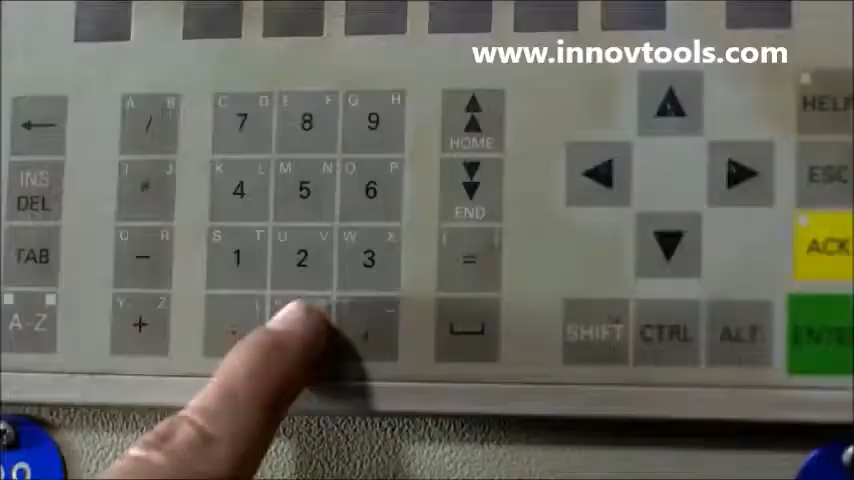 www.innovtools.com
A B C D E F G H HELP
← / 7 8 9 HOME
I J K L M N O P
INS DEL * 4 5 6 END ESC
Q R S T U V W X
TAB - 1 2 3 = ACK
Y Z
A-Z + . , SHIFT CTRL ALT ENTER